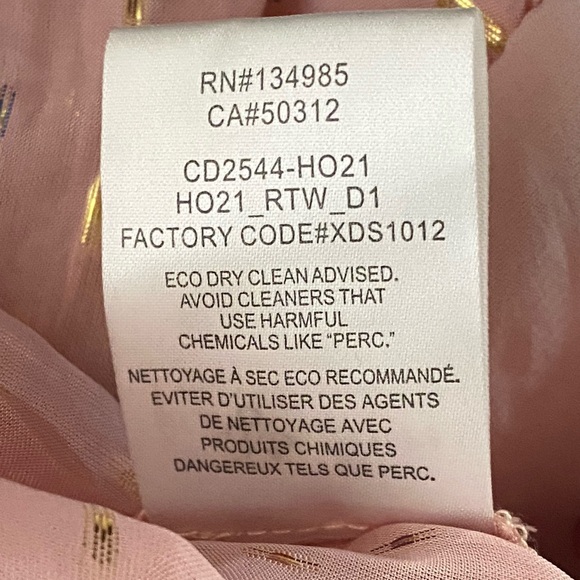 RN#134985
CA#50312
CD2544-HO21
HO21_RTW_D1
FACTORY CODE#XDS1012
ECO DRY CLEAN ADVISED.
AVOID CLEANERS THAT
USE HARMFUL
CHEMICALS LIKE “PERC.”
NETTOYAGE À SEC ECO RECOMMANDÉ.
EVITER D'UTILISER DES AGENTS
DE NETTOYAGE AVEC
PRODUITS CHIMIQUES
DANGEREUX TELS QUE PERC.